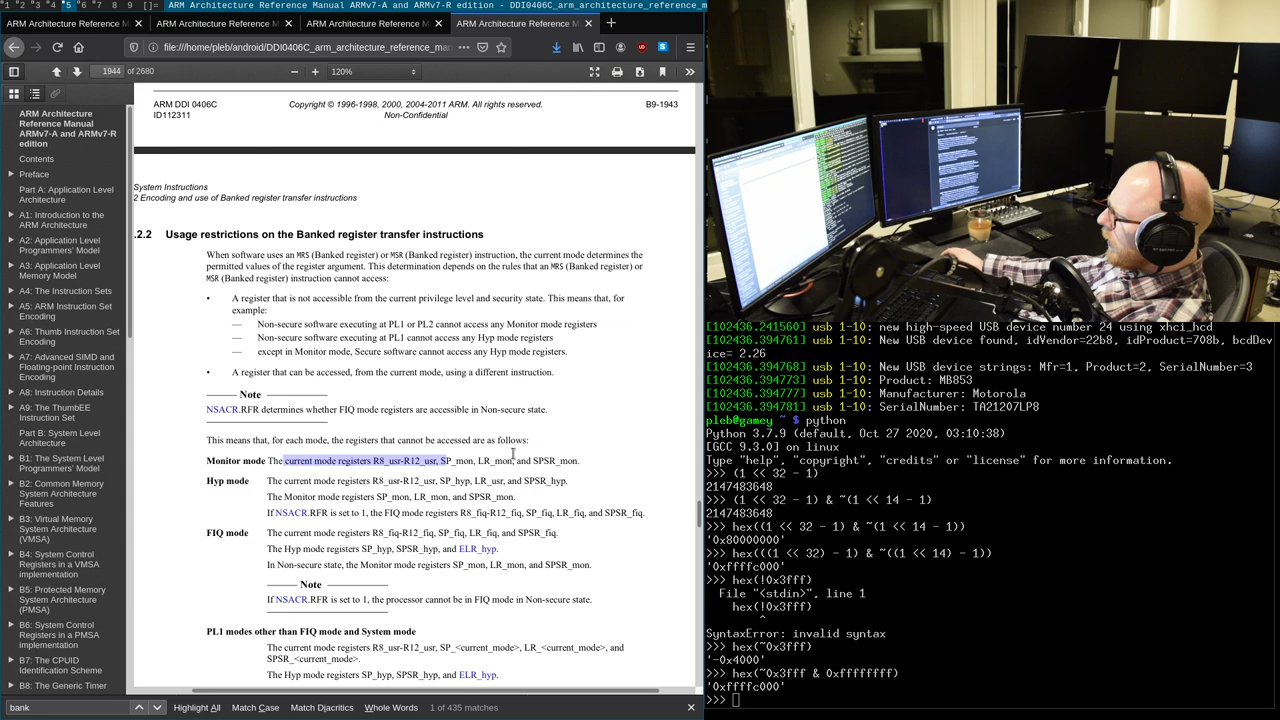 1 2 3 4 5 6 7 8 9 []= ARM Architecture Reference Manual ARMv7-A and ARMv7-R edition - DDI0406C_arm_architecture_reference_m
ARM Architecture Reference M
ARM Architecture Reference M
ARM Architecture Reference M
ARM Architecture Reference M
file:///home/pleb/android/DDI0406C_arm_architecture_reference_ma
1944 of 2680
120%
ARM Architecture
Reference Manual
ARMv7-A and ARMv7-R
edition
Contents
Preface
Part A: Application Level
Architecture
A1: Introduction to the
ARM Architecture
A2: Application Level
Programmers' Model
A3: Application Level
Memory Model
A4: The Instruction Sets
A5: ARM Instruction Set
Encoding
A6: Thumb Instruction Set
Encoding
A7: Advanced SIMD and
Floating-point Instruction
Encoding
A8: Instruction Details
A9: The ThumbEE
Instruction Set
Part B: System Level
Architecture
B1: The System Level
Programmers' Model
B2: Common Memory
System Architecture
Features
B3: Virtual Memory
System Architecture
(VMSA)
B4: System Control
Registers in a VMSA
implementation
B5: Protected Memory
System Architecture
(PMSA)
B6: System Control
Registers in a PMSA
implementation
B7: The CPUID
Identification Scheme
B8: The Generic Timer
ARM DDI 0406C Copyright © 1996-1998, 2000, 2004-2011 ARM. All rights reserved. B9-1943
ID112311 Non-Confidential
System Instructions
2 Encoding and use of Banked register transfer instructions
.2.2 Usage restrictions on the Banked register transfer instructions
When software uses an MRS (Banked register) or MSR (Banked register) instruction, the current mode determines the
permitted values of the register argument. This determination depends on the rules that an MRS (Banked register) or
MSR (Banked register) instruction cannot access:
• A register that is not accessible from the current privilege level and security state. This means that, for
example:
— Non-secure software executing at PL1 or PL2 cannot access any Monitor mode registers
— Non-secure software executing at PL1 cannot access any Hyp mode registers
— except in Monitor mode, Secure software cannot access any Hyp mode registers.
• A register that can be accessed, from the current mode, using a different instruction.
Note
NSACR.RFR determines whether FIQ mode registers are accessible in Non-secure state.
This means that, for each mode, the registers that cannot be accessed are as follows:
Monitor mode The current mode registers R8_usr-R12_usr, SP_mon, LR_mon, and SPSR_mon.
Hyp mode The current mode registers R8_usr-R12_usr, SP_hyp, LR_usr, and SPSR_hyp.
The Monitor mode registers SP_mon, LR_mon, and SPSR_mon.
If NSACR.RFR is set to 1, the FIQ mode registers R8_fiq-R12_fiq, SP_fiq, LR_fiq, and SPSR_fiq.
FIQ mode The current mode registers R8_fiq-R12_fiq, SP_fiq, LR_fiq, and SPSR_fiq.
The Hyp mode registers SP_hyp, SPSR_hyp, and ELR_hyp.
In Non-secure state, the Monitor mode registers SP_mon, LR_mon, and SPSR_mon.
Note
If NSACR.RFR is set to 1, the processor cannot be in FIQ mode in Non-secure state.
PL1 modes other than FIQ mode and System mode
The current mode registers R8_usr-R12_usr, SP_<current_mode>, LR_<current_mode>, and
SPSR_<current_mode>.
The Hyp mode registers SP_hyp, SPSR_hyp, and ELR_hyp.
bank Highlight All Match Case Match Diacritics Whole Words 1 of 435 matches
[102436.241560] usb 1-10: new high-speed USB device number 24 using xhci_hcd
[102436.394761] usb 1-10: New USB device found, idVendor=22b8, idProduct=708b, bcdDev
ice= 2.26
[102436.394768] usb 1-10: New USB device strings: Mfr=1, Product=2, SerialNumber=3
[102436.394773] usb 1-10: Product: MB853
[102436.394777] usb 1-10: Manufacturer: Motorola
[102436.394781] usb 1-10: SerialNumber: TA21207LP8
pleb@gamey ~ $ python
Python 3.7.9 (default, Oct 27 2020, 03:10:38)
[GCC 9.3.0] on linux
Type "help", "copyright", "credits" or "license" for more information.
>>> (1 << 32 - 1)
2147483648
>>> (1 << 32 - 1) & ~(1 << 14 - 1)
2147483648
>>> hex((1 << 32 - 1) & ~(1 << 14 - 1))
'0x80000000'
>>> hex(((1 << 32) - 1) & ~((1 << 14) - 1))
'0xffffc000'
>>> hex(!0x3fff)
File "<stdin>", line 1
hex(!0x3fff)
^
SyntaxError: invalid syntax
>>> hex(~0x3fff)
'-0x4000'
>>> hex(~0x3fff & 0xffffffff)
'0xffffc000'
>>>